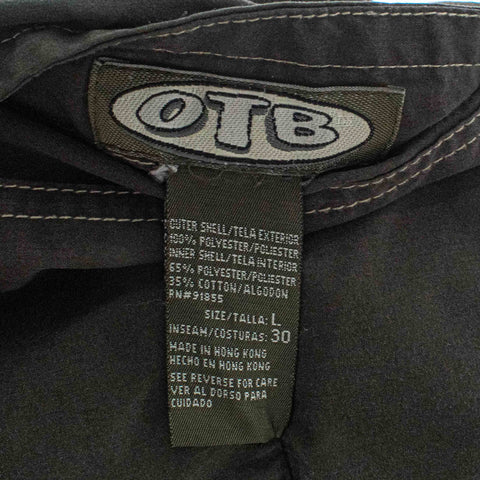 OTB
OUTER SHELL/TELA EXTERIOR
100% POLYESTER/POLIESTER
INNER SHELL/TELA INTERIOR
65% POLYESTER/POLIESTER
35% COTTON/ALGODON
RN#91855
SIZE/TALLA: L
INSEAM/COSTURAS: 30
MADE IN HONG KONG
HECHO EN HONG KONG
SEE REVERSE FOR CARE
VER AL DORSO PARA
CUIDADO